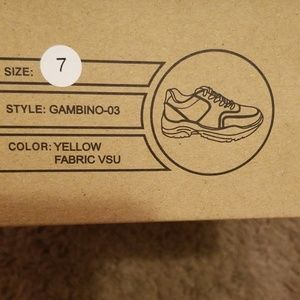 SIZE: 7
STYLE: GAMBINO-03
COLOR: YELLOW
FABRIC VSU